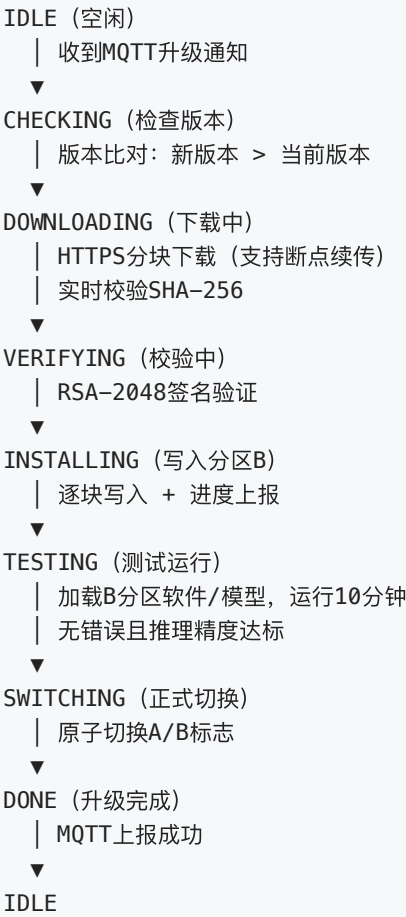 IDLE（空闲）
│ 收到MQTT升级通知
▼
CHECKING（检查版本）
│ 版本比对：新版本 > 当前版本
▼
DOWNLOADING（下载中）
│ HTTPS分块下载（支持断点续传）
│ 实时校验SHA-256
▼
VERIFYING（校验中）
│ RSA-2048签名验证
▼
INSTALLING（写入分区B）
│ 逐块写入 + 进度上报
▼
TESTING（测试运行）
│ 加载B分区软件/模型，运行10分钟
│ 无错误且推理精度达标
▼
SWITCHING（正式切换）
│ 原子切换A/B标志
▼
DONE（升级完成）
│ MQTT上报成功
▼
IDLE